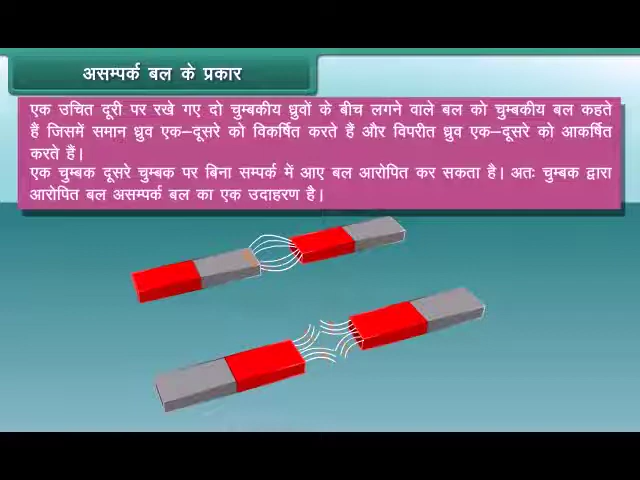 असम्पर्क बल के प्रकार
एक उचित दूरी पर रखे गए दो चुम्बकीय ध्रुवों के बीच लगने वाले बल को चुम्बकीय बल कहते
हैं जिसमें समान ध्रुव एक–दूसरे को विकर्षित करते हैं और विपरीत ध्रुव एक–दूसरे को आकर्षित
करते हैं।
एक चुम्बक दूसरे चुम्बक पर बिना सम्पर्क में आए बल आरोपित कर सकता है। अतः चुम्बक द्वारा
आरोपित बल असम्पर्क बल का एक उदाहरण है।